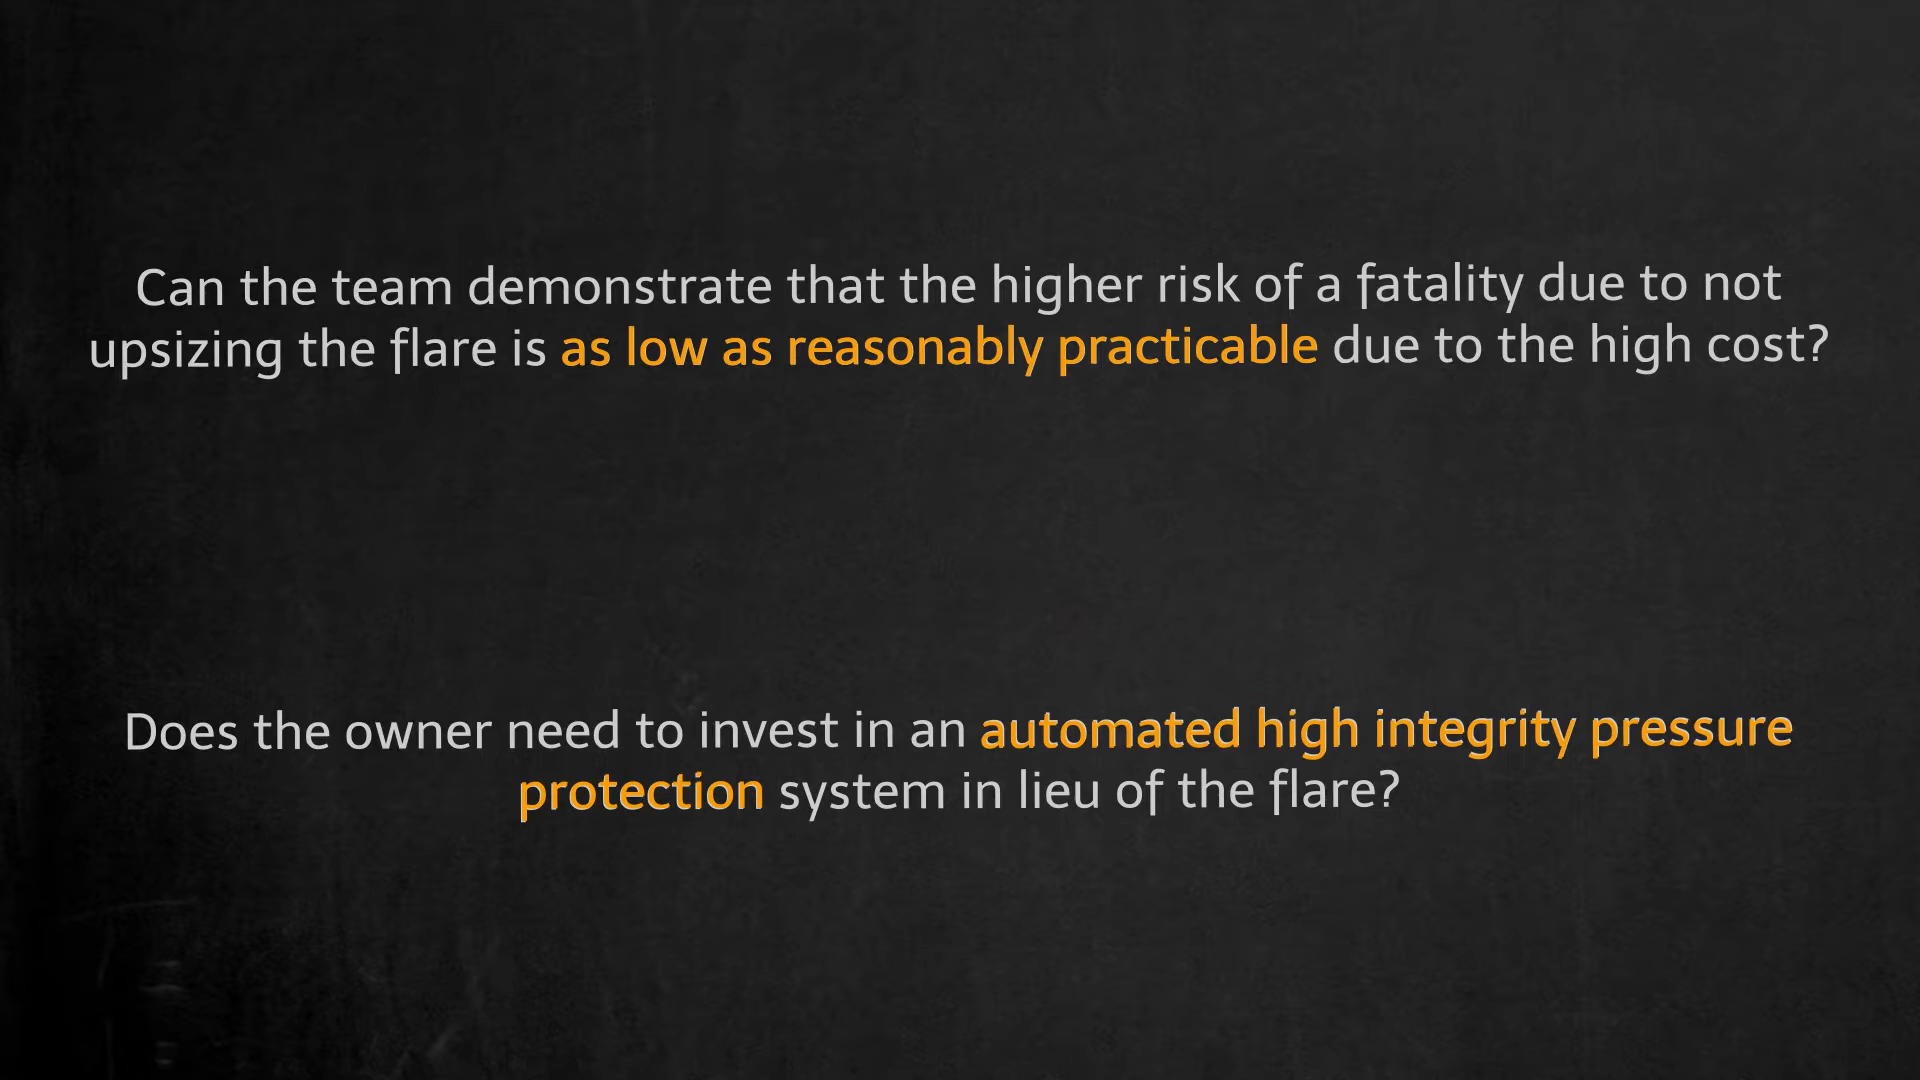 Can the team demonstrate that the higher risk of a fatality due to not
upsizing the flare is as low as reasonably practicable due to the high cost?
Does the owner need to invest in an automated high integrity pressure
protection system in lieu of the flare?